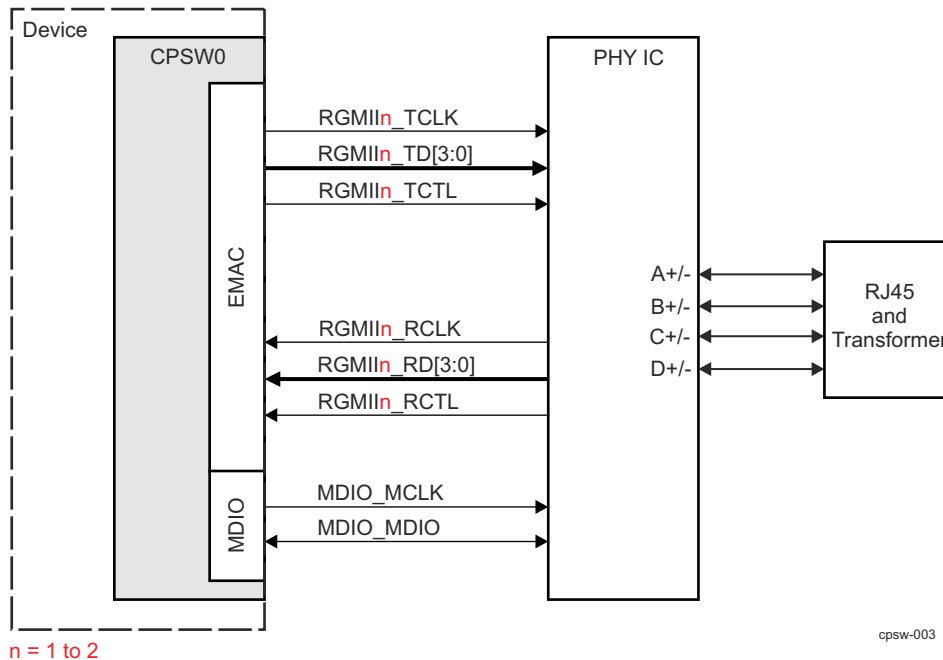 Device
CPSW0
PHY IC
RGMIIn_TCLK
RGMIIn_TD[3:0]
RGMIIn_TCTL
EMAC
RGMIIn_RCLK
RGMIIn_RD[3:0]
RGMIIn_RCTL
A+/-
B+/-
C+/-
D+/-
RJ45
and
Transformer
MDIO
MDIO_MCLK
MDIO_MDIO
n = 1 to 2
cpsw-003